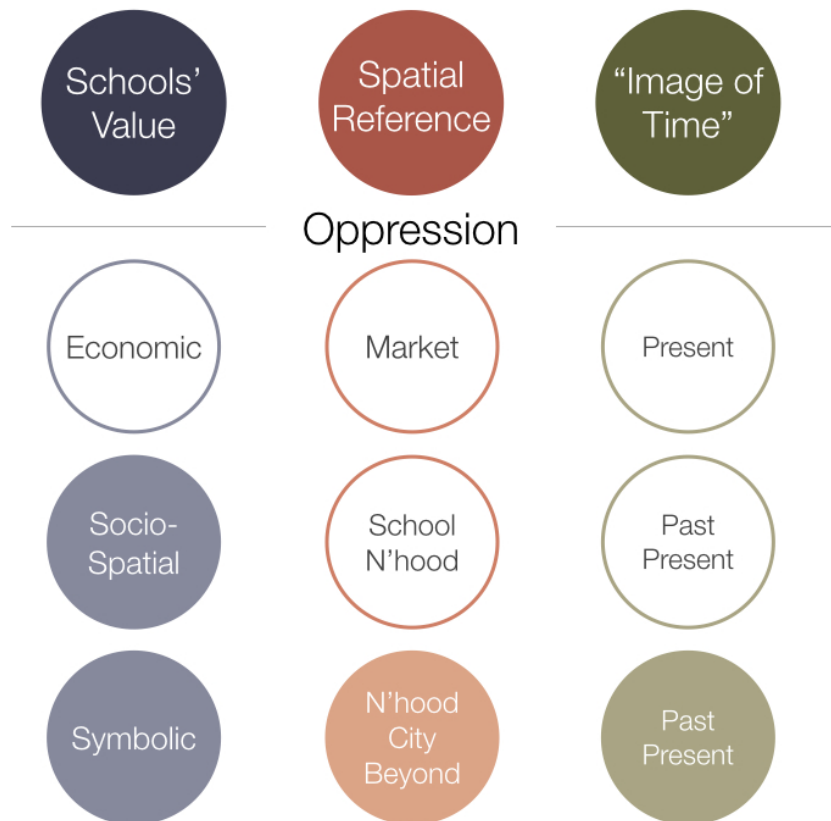 Schools'
Value
Spatial
Reference
“Image of
Time”
Oppression
Economic
Market
Present
Socio-
Spatial
School
N'hood
Past
Present
Symbolic
N'hood
City
Beyond
Past
Present